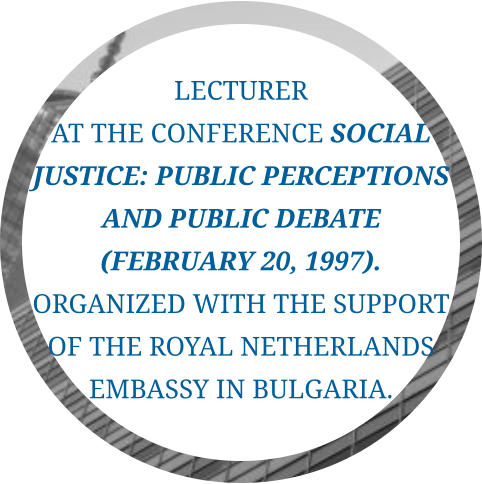 LECTURER
AT THE CONFERENCE SOCIAL
JUSTICE: PUBLIC PERCEPTIONS
AND PUBLIC DEBATE
(FEBRUARY 20, 1997).
ORGANIZED WITH THE SUPPORT
OF THE ROYAL NETHERLANDS
EMBASSY IN BULGARIA.